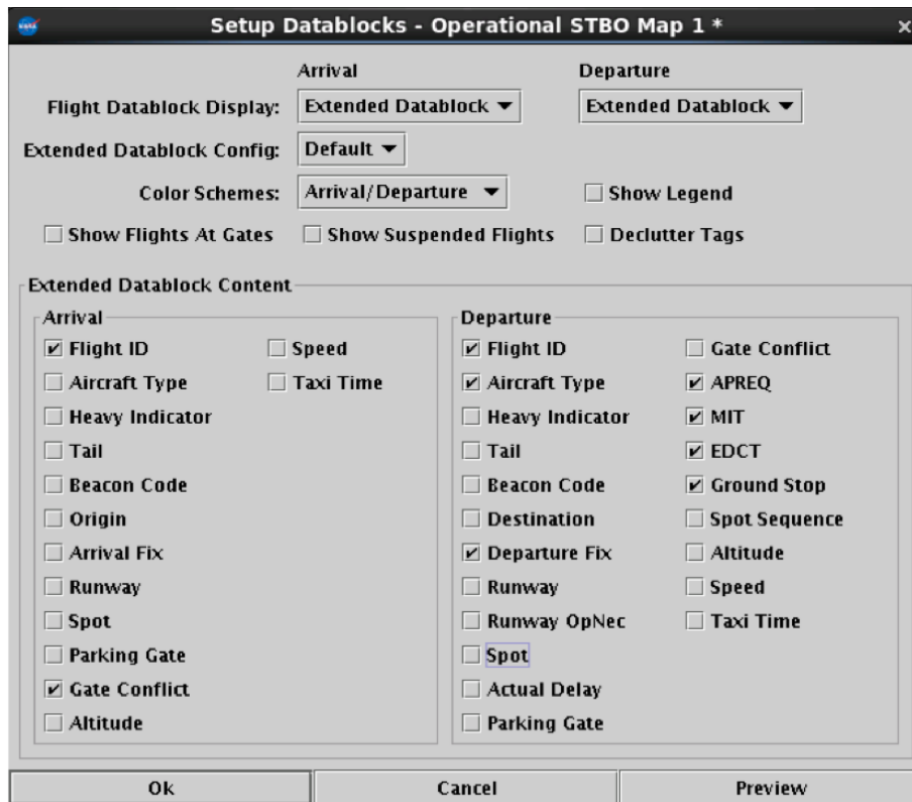 Setup Datablocks - Operational STBO Map 1 *
Arrival Departure
Flight Datablock Display: Extended Datablock Extended Datablock
Extended Datablock Config: Default
Color Schemes: Arrival/Departure Show Legend
Show Flights At Gates Show Suspended Flights Declutter Tags
Extended Datablock Content
Arrival
Flight ID Speed
Aircraft Type Taxi Time
Heavy Indicator
Tail
Beacon Code
Origin
Arrival Fix
Runway
Spot
Parking Gate
Gate Conflict
Altitude
Departure
Flight ID Gate Conflict
Aircraft Type APREQ
Heavy Indicator MIT
Tail EDCT
Beacon Code Ground Stop
Destination Spot Sequence
Departure Fix Altitude
Runway Speed
Runway OpNec Taxi Time
Spot
Actual Delay
Parking Gate
Ok Cancel Preview